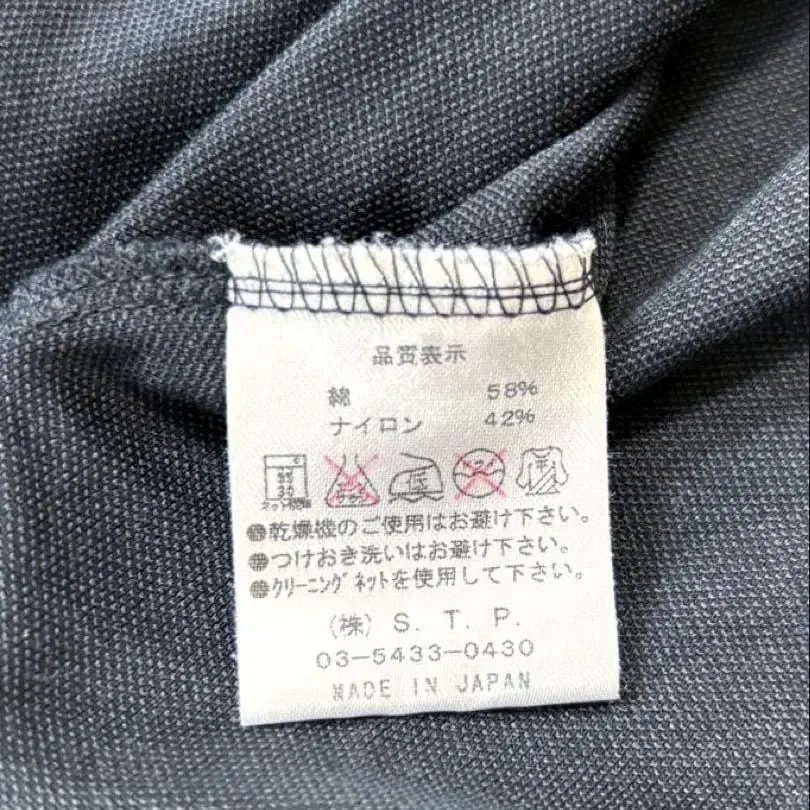 品質表示
綿 58%
ナイロン 42%
乾燥機のご使用はお避け下さい。
つけおき洗いはお避け下さい。
クリーニングネットを使用して下さい。
(株) S. T. P.
03-5433-0430
MADE IN JAPAN